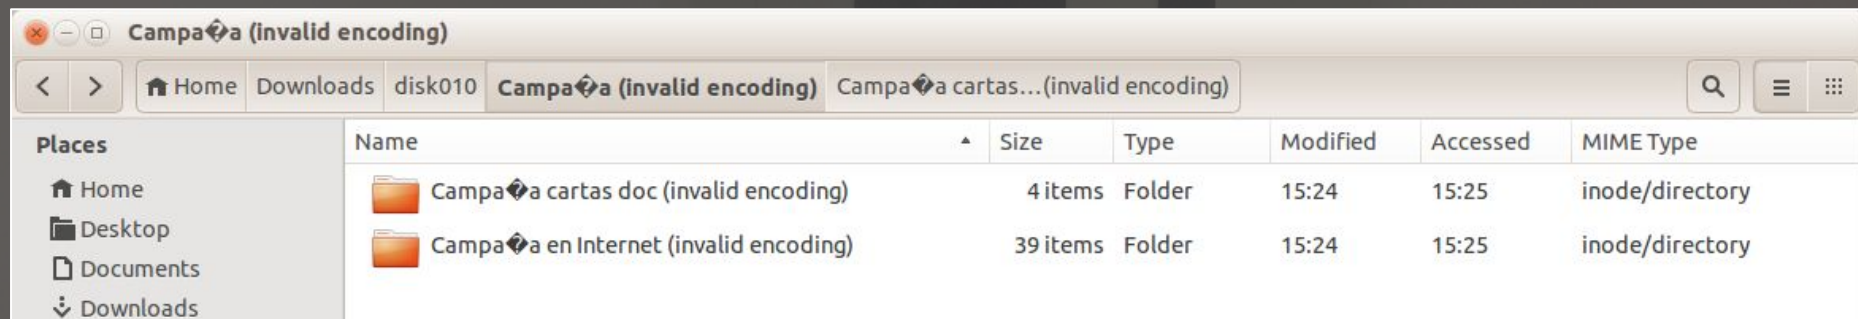 Campa�a (invalid encoding)
Home Downloads disk010 Campa�a (invalid encoding) Campa�a cartas...(invalid encoding)
Places
Home
Desktop
Documents
Downloads
Name Size Type Modified Accessed MIME Type
Campa�a cartas doc (invalid encoding) 4 items Folder 15:24 15:25 inode/directory
Campa�a en Internet (invalid encoding) 39 items Folder 15:24 15:25 inode/directory